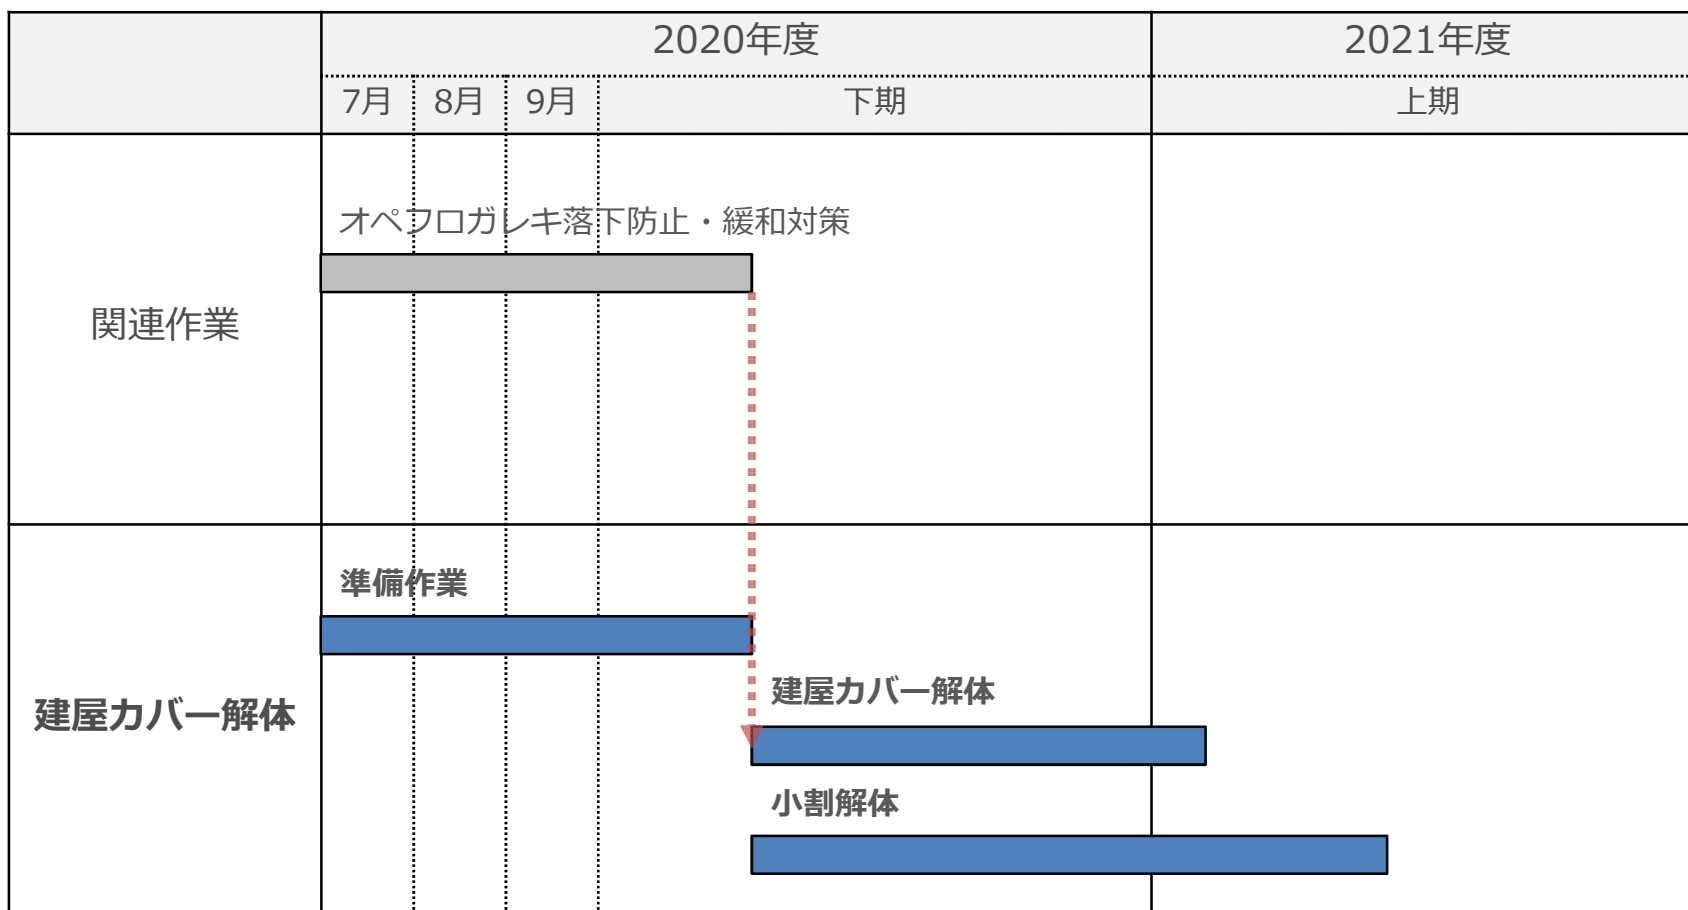 2020年度
2021年度
7月
8月
9月
下期
上期
関連作業
オペフロガレキ落下防止・緩和対策
建屋カバー解体
準備作業
建屋カバー解体
小割解体